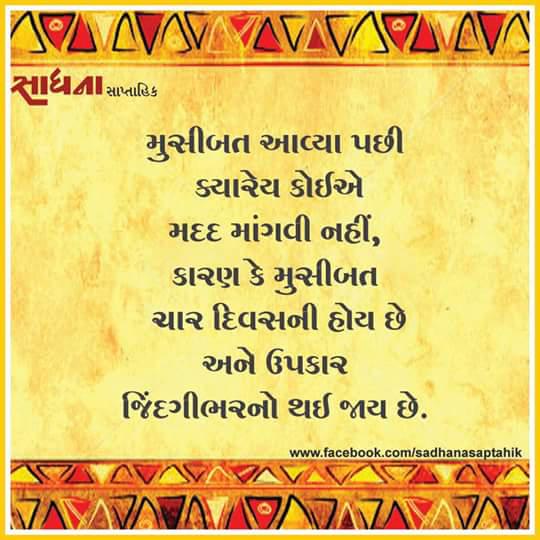 સાધના સાપ્તાહિક
મુસીબત આવ્યા પછી
ક્યારેય કોઈએ
મદદ માંગવી નહીં,
કારણ કે મુસીબત
ચાર દિવસની હોય છે
અને ઉપકાર
જિંદગીભરનો થઈ જાય છે.
www.facebook.com/sadhanasaptahik